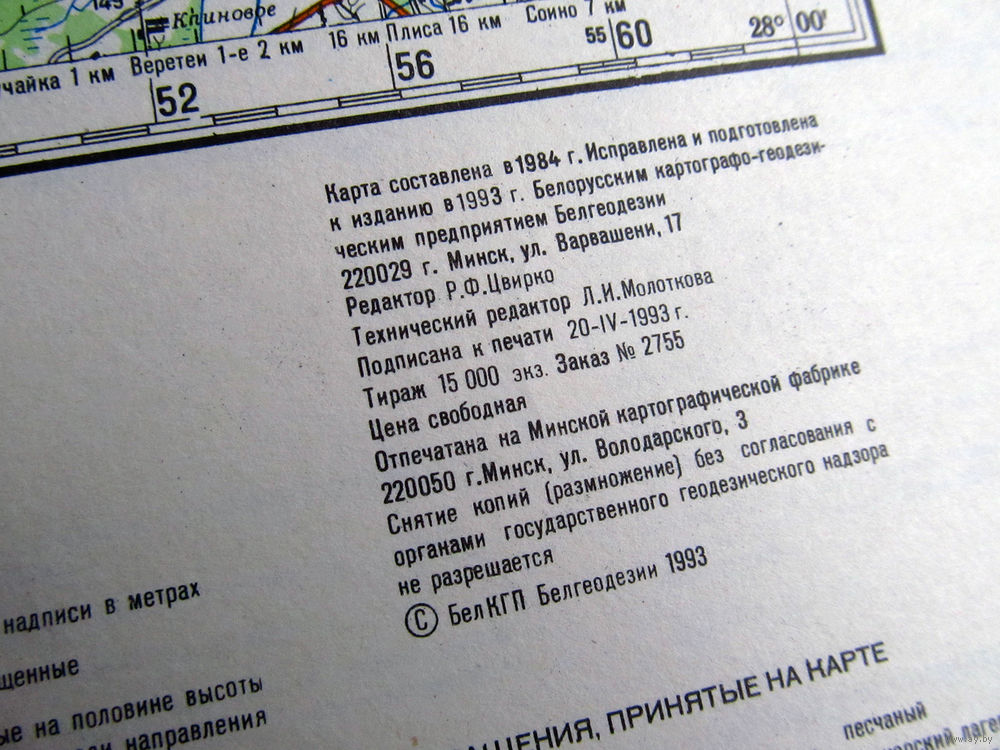 145
Клиновое
чайка 1 км Веретеи 1-е 2 км 16 км Плиса 16 км Соино 7 км
52 56 55 60 28° 00'
Карта составлена в 1984 г. Исправлена и подготовлена
к изданию в 1993 г. Белорусским картографо-геодези-
ческим предприятием Белгеодезии
220029 г. Минск, ул. Варвашени, 17
Редактор Р.Ф.Цвирко
Технический редактор Л.И.Молоткова
Подписана к печати 20-IV-1993 г.
Тираж 15 000 экз. Заказ № 2755
Цена свободная
Отпечатана на Минской картографической фабрике
220050 г.Минск, ул. Володарского, 3
Снятие копий (размножение) без согласования с
органами государственного геодезического надзора
не разрешается
© БелКГП Белгеодезии 1993
надписи в метрах
щенные
ые на половине высоты
направления
АЩЕНИЯ, ПРИНЯТЫЕ НА КАРТЕ
песчаный